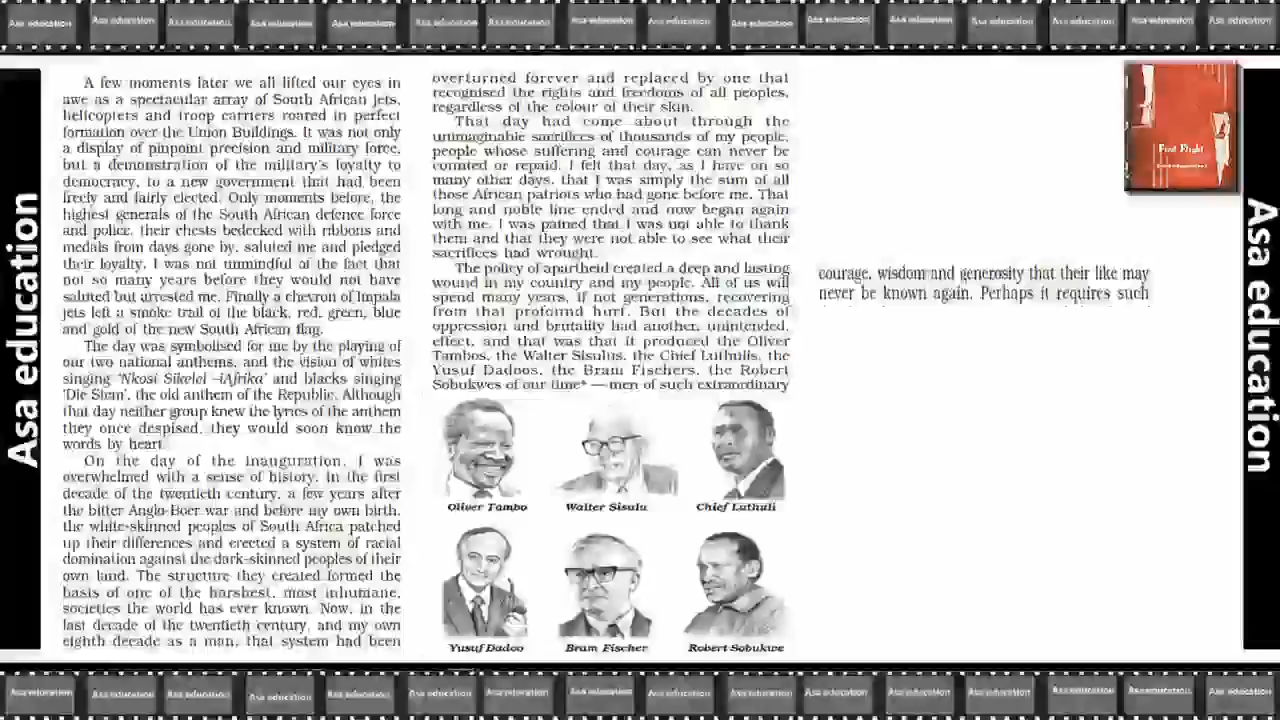 Asa education
A few moments later we all lifted our eyes in
awe as a spectacular array of South African jets,
helicopters and troop carriers roared in perfect
formation over the Union Buildings. It was not only
a display of pinpoint precision and military force,
but a demonstration of the military's loyalty to
democracy, to a new government that had been
freely and fairly elected. Only moments before, the
highest generals of the South African defence force
and police, their chests bedecked with ribbons and
medals from days gone by, saluted me and pledged
their loyalty. I was not unmindful of the fact that
not so many years before they would not have
saluted but arrested me. Finally a chevron of Impala
jets left a smoke trail of the black, red, green, blue
and gold of the new South African flag.
The day was symbolised for me by the playing of
our two national anthems, and the vision of whites
singing 'Nkosi Sikelel –iAfrika' and blacks singing
'Die Stem', the old anthem of the Republic. Although
that day neither group knew the lyrics of the anthem
they once despised, they would soon know the
words by heart.
On the day of the inauguration, I was
overwhelmed with a sense of history. In the first
decade of the twentieth century, a few years after
the bitter Anglo-Boer war and before my own birth,
the white-skinned peoples of South Africa patched
up their differences and erected a system of racial
domination against the dark-skinned peoples of their
own land. The structure they created formed the
basis of one of the harshest, most inhumane,
societies the world has ever known. Now, in the
last decade of the twentieth century, and my own
eighth decade as a man, that system had been
overturned forever and replaced by one that
recognised the rights and freedoms of all peoples,
regardless of the colour of their skin.
That day had come about through the
unimaginable sacrifices of thousands of my people,
people whose suffering and courage can never be
counted or repaid. I felt that day, as I have on so
many other days, that I was simply the sum of all
those African patriots who had gone before me. That
long and noble line ended and now began again
with me. I was pained that I was not able to thank
them and that they were not able to see what their
sacrifices had wrought.
The policy of apartheid created a deep and lasting
wound in my country and my people. All of us will
spend many years, if not generations, recovering
from that profound hurt. But the decades of
oppression and brutality had another, unintended,
effect, and that was that it produced the Oliver
Tambos, the Walter Sisulus, the Chief Luthulis, the
Yusuf Dadoos, the Bram Fischers, the Robert
Sobukwes of our time* — men of such extraordinary
Oliver Tambo Walter Sisulu Chief Luthuli
Yusuf Dadoo Bram Fischer Robert Sobukwe
courage, wisdom and generosity that their like may
never be known again. Perhaps it requires such
First Flight
Asa education